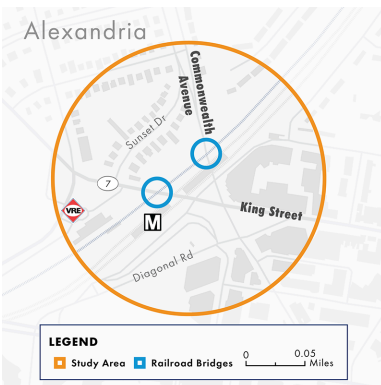 Alexandria
Commonwealth
Avenue
Sunset Dr
7
VRE
M
King Street
Diagonal Rd
LEGEND
Study Area Railroad Bridges 0 0.05 Miles